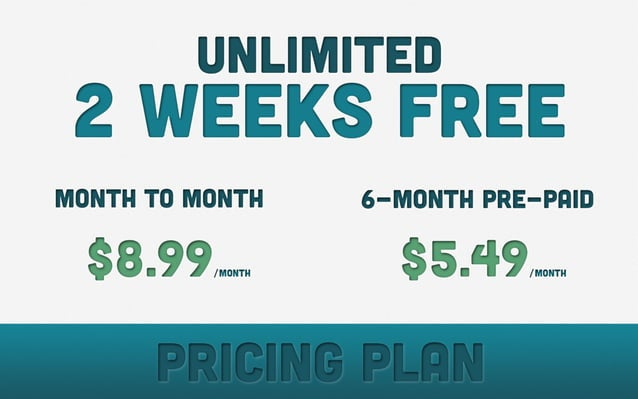 UNLIMITED
2 WEEKS FREE
MONTH TO MONTH
$8.99/MONTH
6-MONTH PRE-PAID
$5.49/MONTH
PRICING PLAN